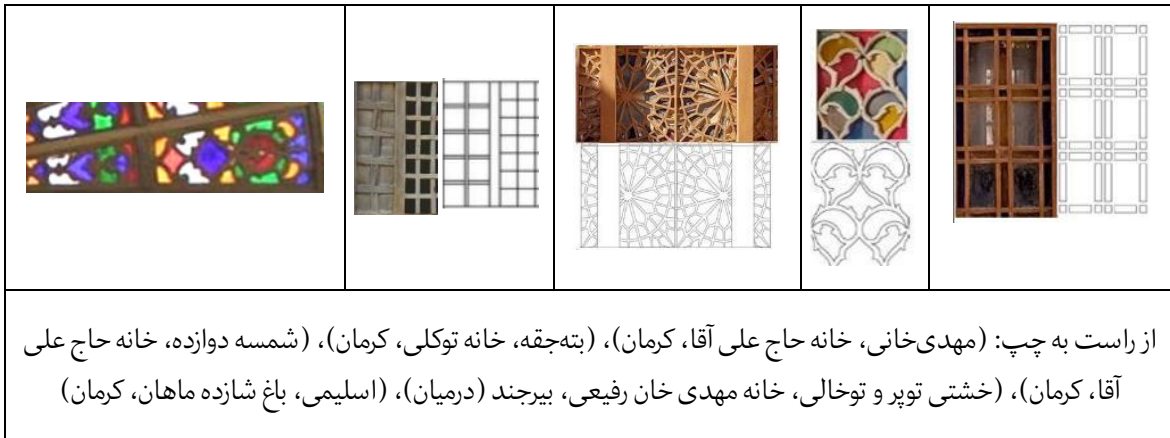 از راست به چپ: (مهدی‌خانی، خانه حاج علی آقا، کرمان)، (بته‌جقه، خانه توکلی، کرمان)، (شمسه دوازده، خانه حاج علی
آقا، کرمان)، (خشتی توپر و توخالی، خانه مهدی خان رفیعی، بیرجند (درمیان)، (اسلیمی، باغ شازده ماهان، کرمان)